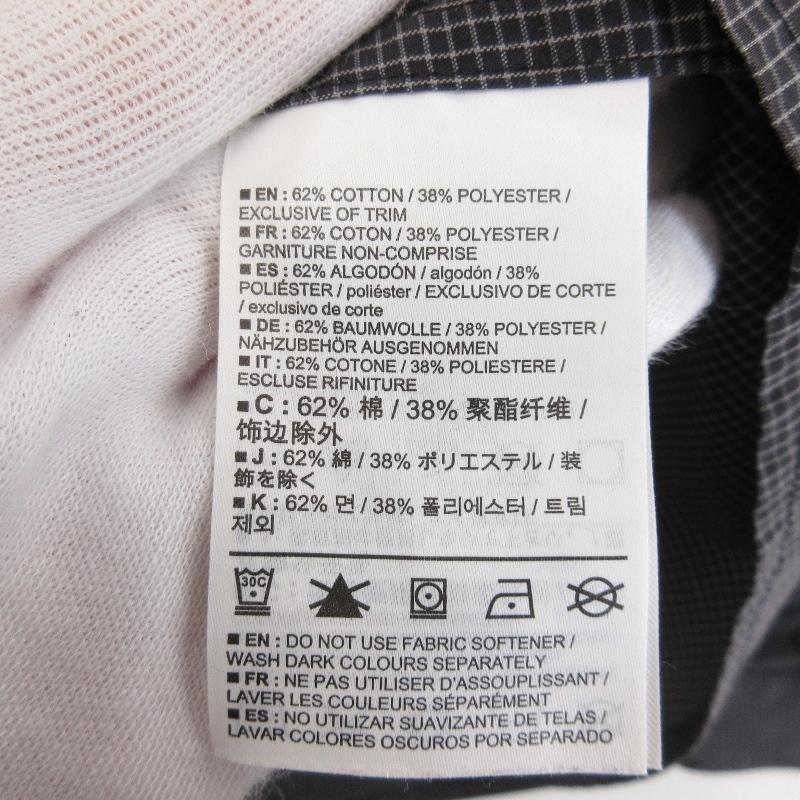 ■ EN : 62% COTTON / 38% POLYESTER /
EXCLUSIVE OF TRIM
■ FR : 62% COTON / 38% POLYESTER /
GARNITURE NON-COMPRISE
■ ES : 62% ALGODÓN / algodón / 38%
POLIÉSTER / poliéster / EXCLUSIVO DE CORTE
/ exclusivo de corte
■ DE : 62% BAUMWOLLE / 38% POLYESTER /
NÄHZUBEHÖR AUSGENOMMEN
■ IT : 62% COTONE / 38% POLIESTERE /
ESCLUSE RIFINITURE
■ C : 62% 棉 / 38% 聚酯纤维 /
饰边除外
■ J : 62% 綿 / 38% ポリエステル / 装
飾を除く
■ K : 62% 면 / 38% 폴리에스터 / 트림
제외
30C
■ EN : DO NOT USE FABRIC SOFTENER /
WASH DARK COLOURS SEPARATELY
■ FR : NE PAS UTILISER D'ASSOUPLISSANT /
LAVER LES COULEURS SÉPARÉMENT
■ ES : NO UTILIZAR SUAVIZANTE DE TELAS /
LAVAR COLORES OSCUROS POR SEPARADO